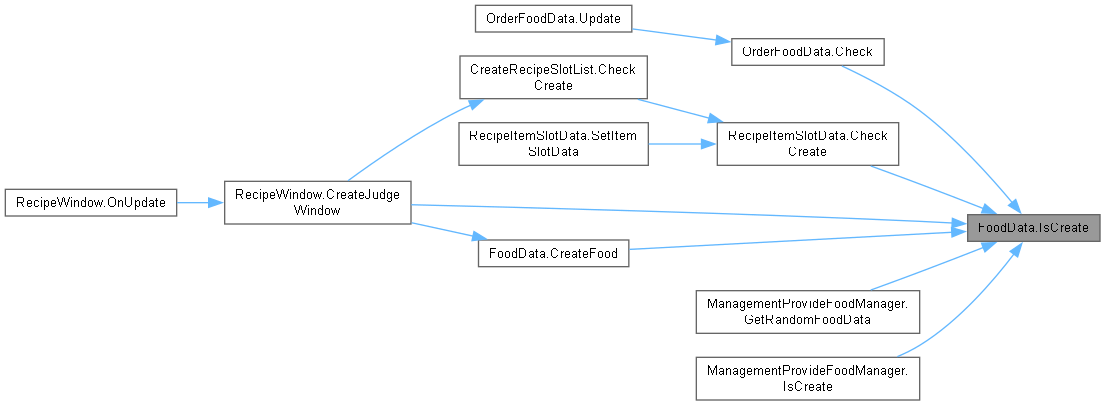 OrderFoodData.Update
OrderFoodData.Check
CreateRecipeSlotList.Check
Create
RecipeItemSlotData.SetItem
SlotData
RecipeItemSlotData.Check
Create
RecipeWindow.OnUpdate
RecipeWindow.CreateJudge
Window
FoodData.IsCreate
FoodData.CreateFood
ManagementProvideFoodManager.
GetRandomFoodData
ManagementProvideFoodManager.
IsCreate